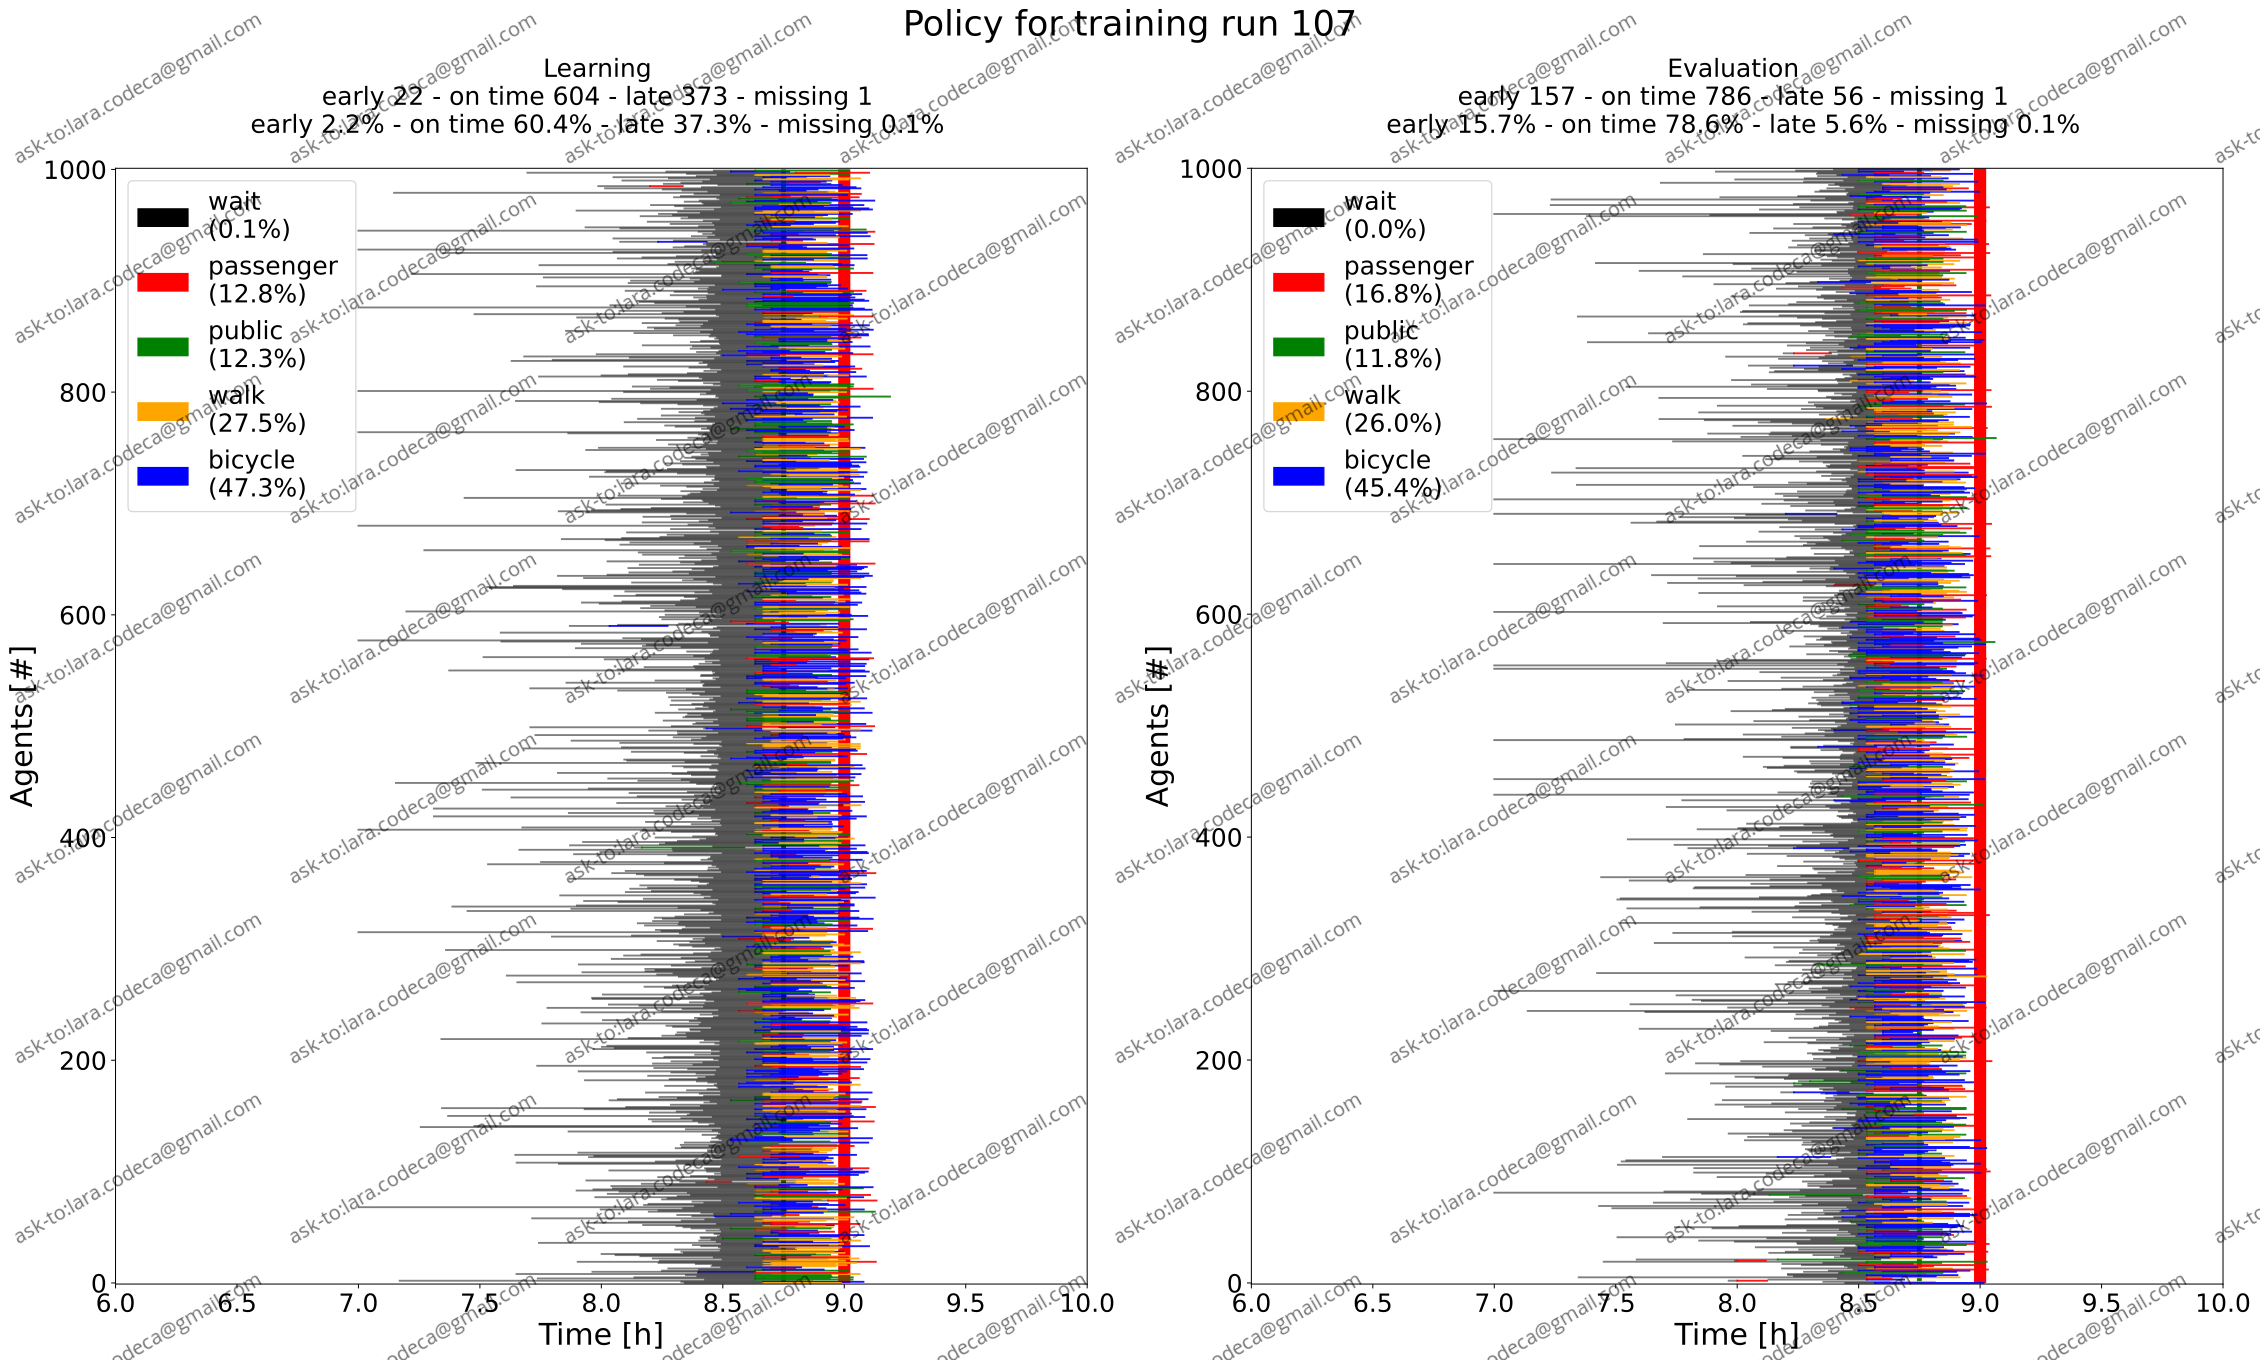 Policy for training run 107
Learning
early 22 - on time 604 - late 373 - missing 1
early 2.2% - on time 60.4% - late 37.3% - missing 0.1%
Evaluation
early 157 - on time 786 - late 56 - missing 1
early 15.7% - on time 78.6% - late 5.6% - missing 0.1%
1000
800
600
400
200
0
Agents [#]
wait
(0.1%)
passenger
(12.8%)
public
(12.3%)
walk
(27.5%)
bicycle
(47.3%)
6.0 6.5 7.0 7.5 8.0 8.5 9.0 9.5 10.0
Time [h]
1000
800
600
400
200
0
Agents [#]
wait
(0.0%)
passenger
(16.8%)
public
(11.8%)
walk
(26.0%)
bicycle
(45.4%)
6.0 6.5 7.0 7.5 8.0 8.5 9.0 9.5 10.0
Time [h]
ask-to:lara.codeca@gmail.com